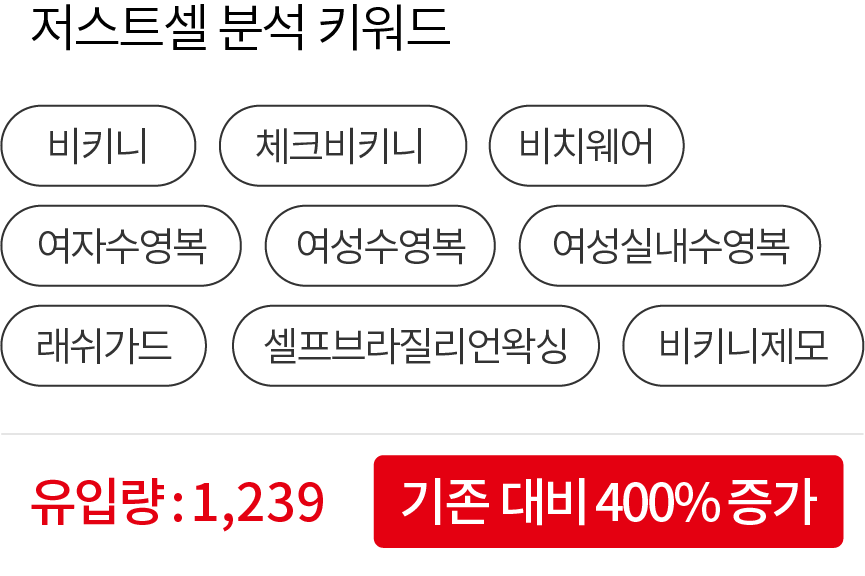 저스트셀 분석 키워드
비키니 체크비키니 비치웨어
여자수영복 여성수영복 여성실내수영복
래쉬가드 셀프브라질리언왁싱 비키니제모
유입량 : 1,239 기존 대비 400% 증가